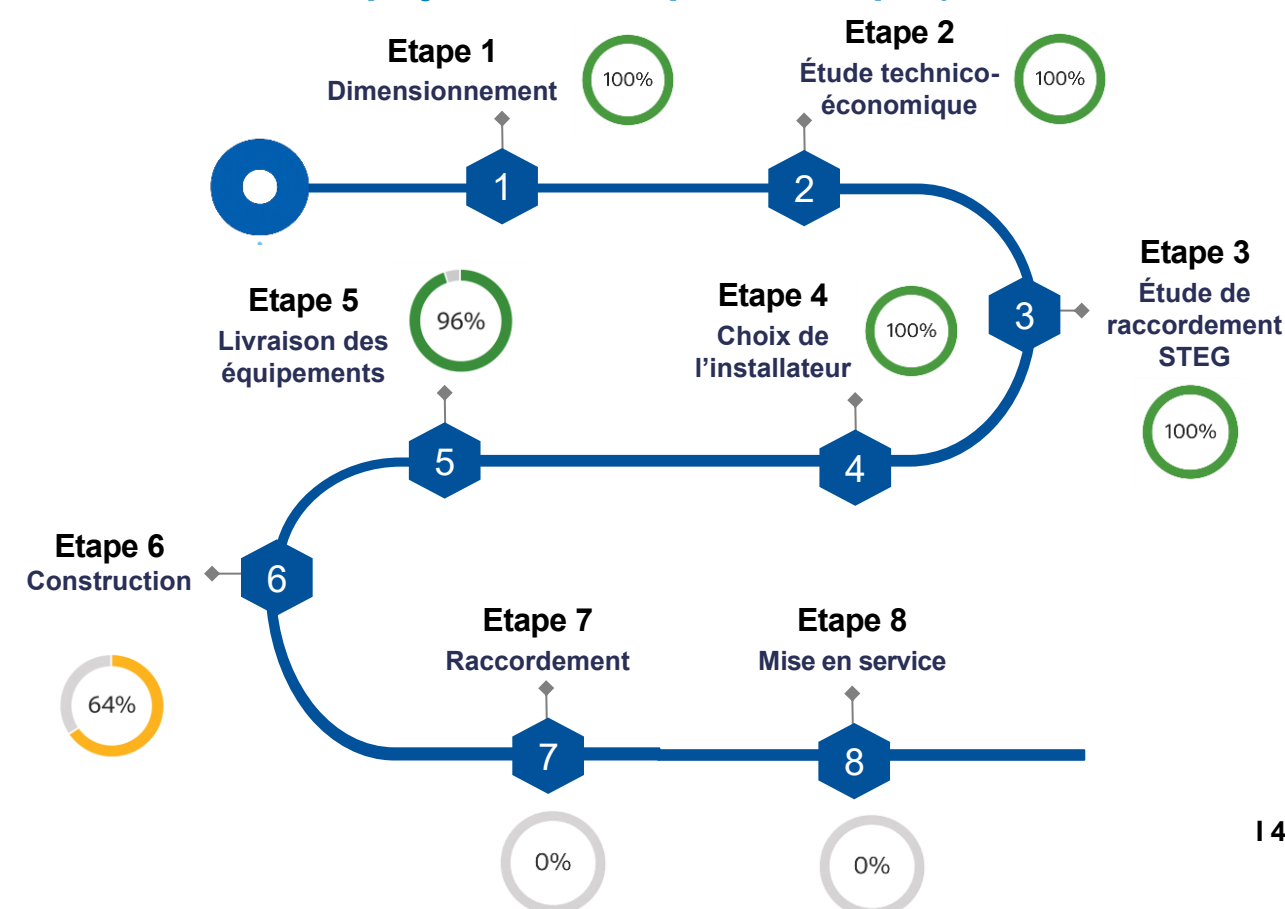 Etape 1
Dimensionnement
100%
Etape 2
Étude technico-
économique
100%
1
2
Etape 3
Étude de
raccordement
STEG
100%
3
Etape 4
Choix de
l’installateur
100%
4
Etape 5
Livraison des
équipements
96%
5
Etape 6
Construction
64%
6
Etape 7
Raccordement
7
0%
Etape 8
Mise en service
8
0%
I 4